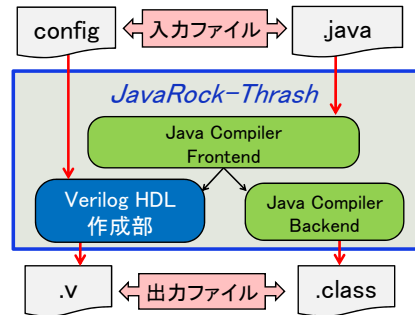 config
入力ファイル
.java
JavaRock-Thrash
Java Compiler
Frontend
Verilog HDL
作成部
Java Compiler
Backend
.v
出力ファイル
.class